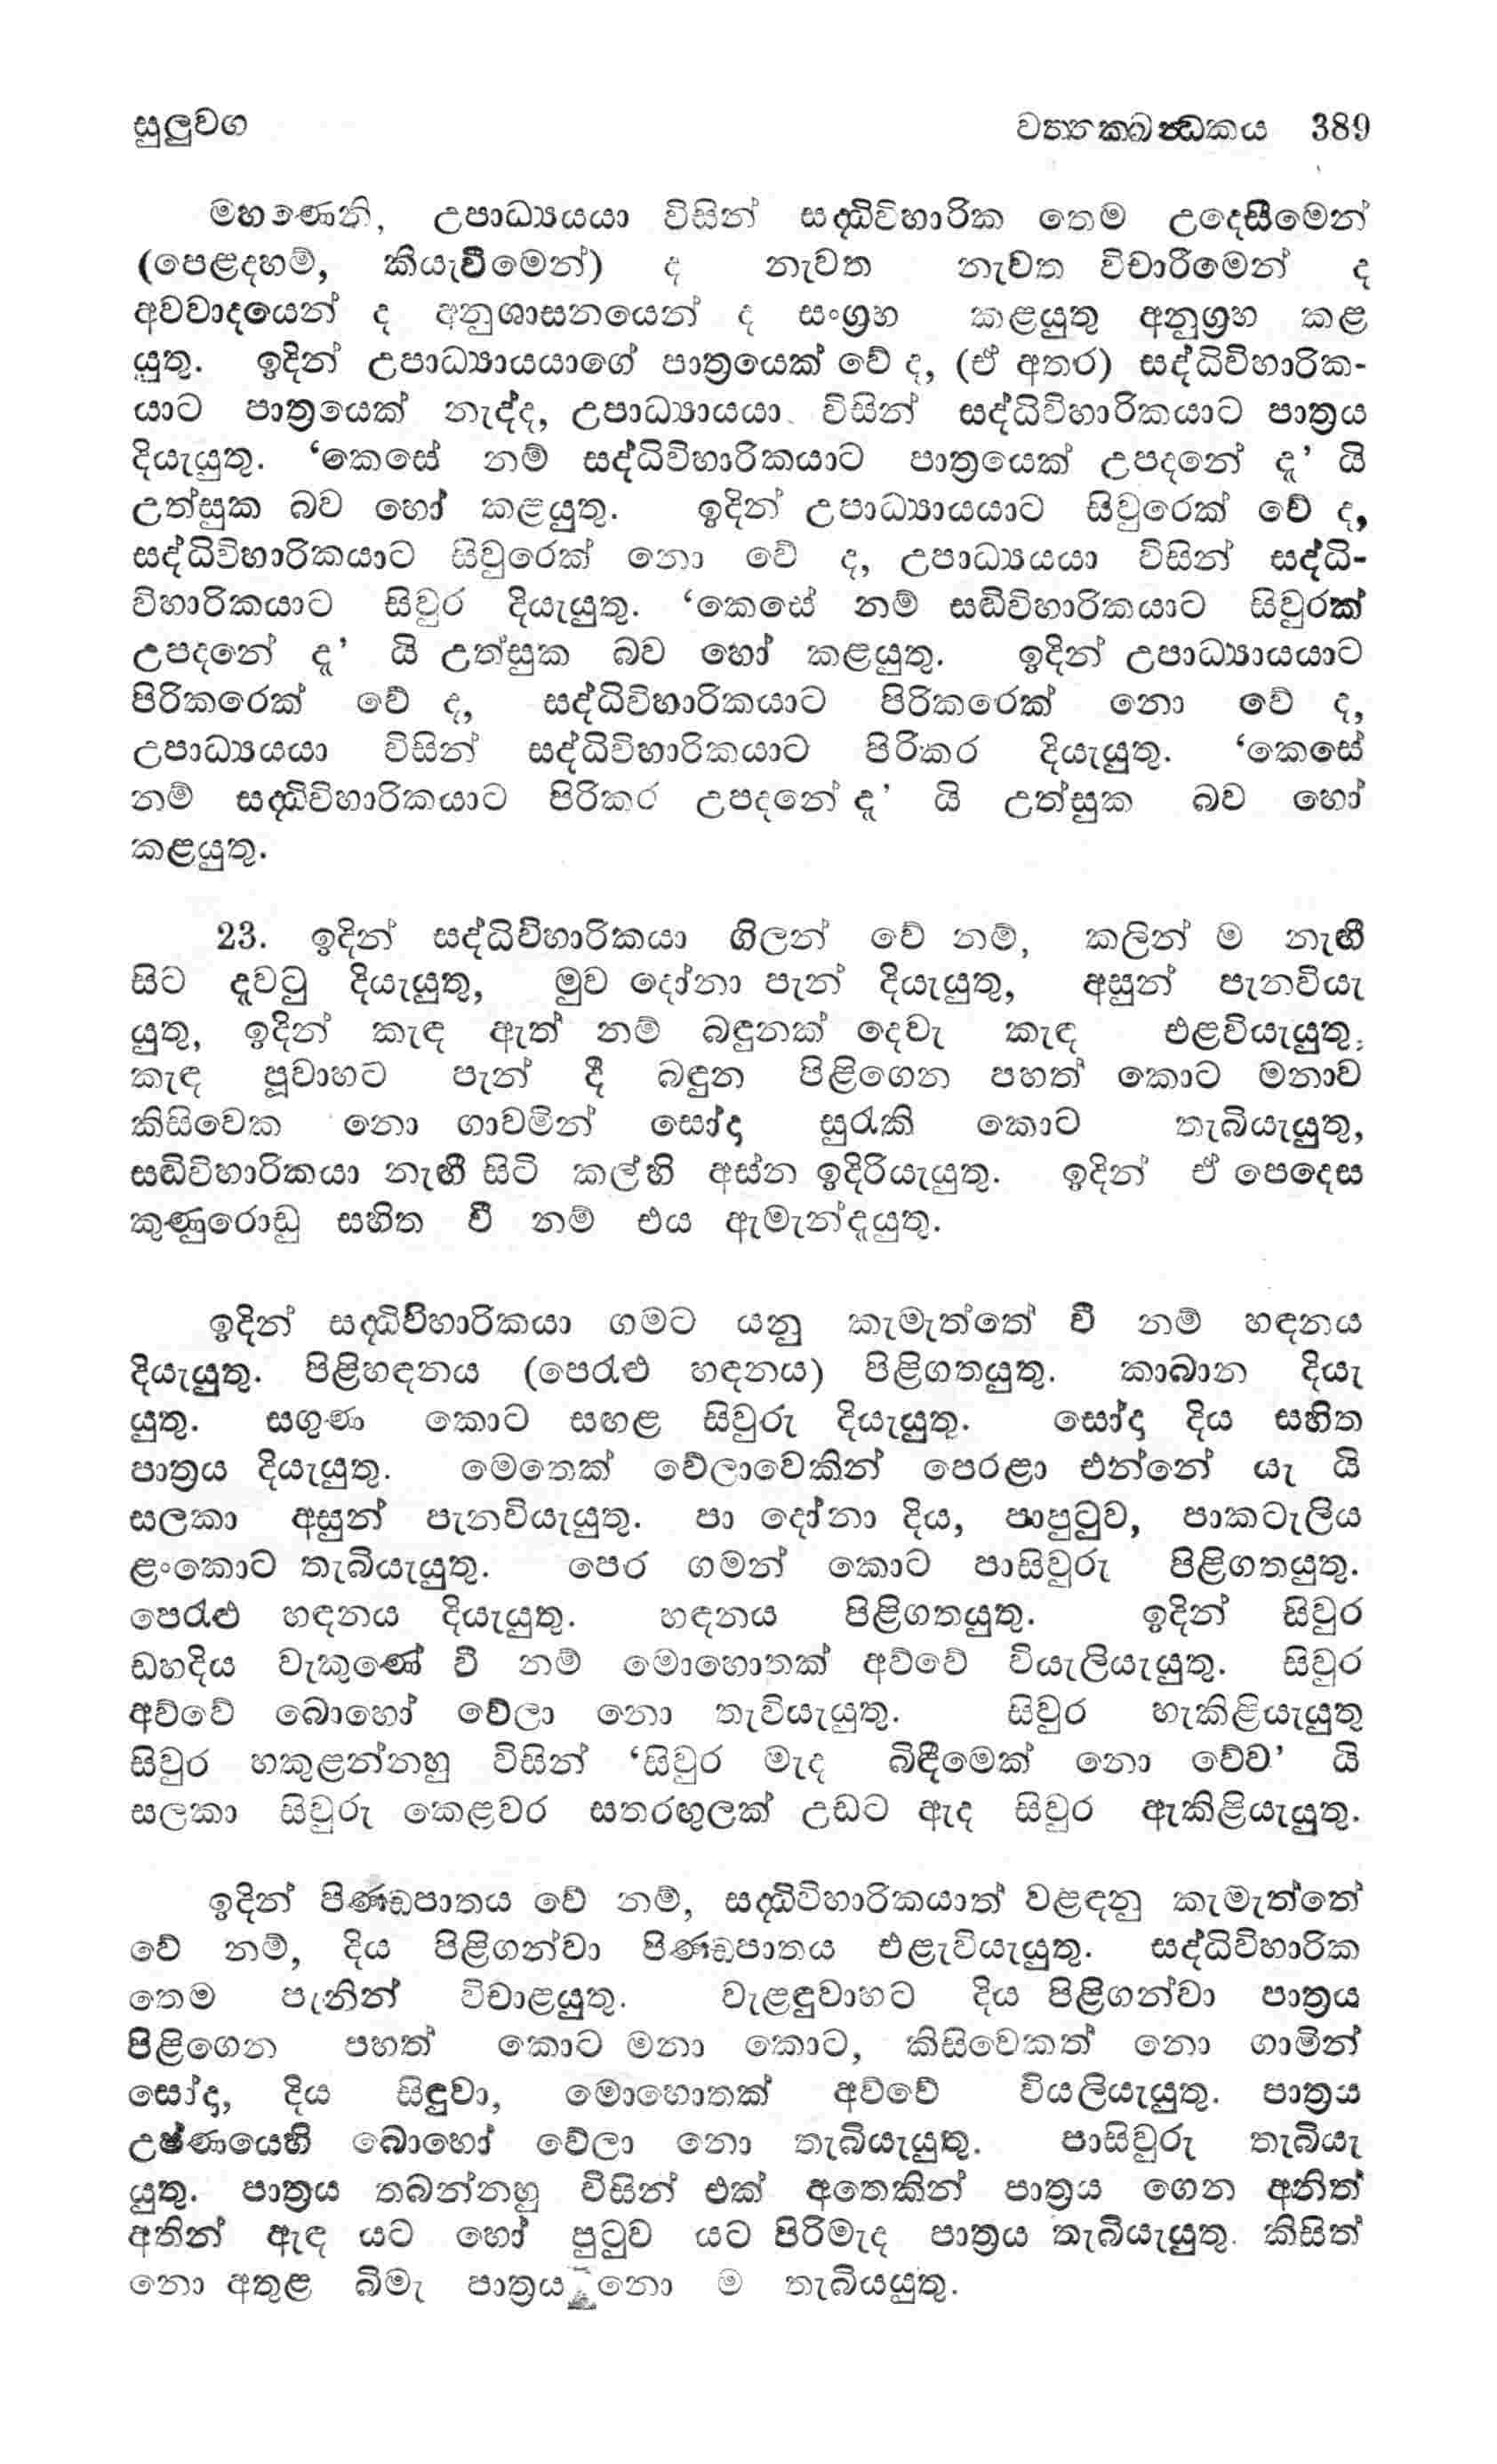 සුලුවග වත්තක්ඛන්ධකය 389
මහණෙනි, උපාධ්‍යයයා විසින් සද්ධිවිහාරික තෙම උදෙසීමෙන්
(පෙළදහම්, කියැවීමෙන්) ද නැවත නැවත විචාරීමෙන් ද
අවවාදයෙන් ද අනුශාසනයෙන් ද සංග්‍රහ කළයුතු අනුග්‍රහ කළ
යුතු. ඉදින් උපාධ්‍යායයාගේ පාත්‍රයෙක් වේ ද, (ඒ අතර) සද්ධිවිහාරික-
යාට පාත්‍රයෙක් නැද්ද, උපාධ්‍යායයා විසින් සද්ධිවිහාරිකයාට පාත්‍රය
දියැයුතු. ‘කෙසේ නම් සද්ධිවිහාරිකයාට පාත්‍රයෙක් උපදනේ දැ’ යි
උත්සුක බව හෝ කළයුතු. ඉදින් උපාධ්‍යායයාට සිවුරෙක් වේ ද,
සද්ධිවිහාරිකයාට සිවුරෙක් නො වේ ද, උපාධ්‍යයයා විසින් සද්ධි-
විහාරිකයාට සිවුර දියැයුතු. ‘කෙසේ නම් සද්ධිවිහාරිකයාට සිවුරක්
උපදනේ දැ’ යි උත්සුක බව හෝ කළයුතු. ඉදින් උපාධ්‍යායයාට
පිරිකරෙක් වේ ද, සද්ධිවිහාරිකයාට පිරිකරෙක් නො වේ ද,
උපාධ්‍යයයා විසින් සද්ධිවිහාරිකයාට පිරිකර දියැයුතු. ‘කෙසේ
නම් සද්ධිවිහාරිකයාට පිරිකර උපදනේ දැ’ යි උත්සුක බව හෝ
කළයුතු.
23. ඉදින් සද්ධිවිහාරිකයා ගිලන් වේ නම්, කලින් ම නැඟී
සිට දැවටු දියැයුතු, මුව දෝනා පැන් දියැයුතු, අසුන් පැනවියැ
යුතු, ඉදින් කැඳ ඇත් නම් බඳුනක් දෙවැ කැඳ එළවියැයුතු.
කැඳ පූවාහට පැන් දී බඳුන පිළිගෙන පහත් කොට මනාව
කිසිවෙක නො ගාවමින් සෝදා සුරැකි කොට තැබියැයුතු,
සද්ධිවිහාරිකයා නැඟී සිටි කල්හි අස්න ඉදිරියැයුතු. ඉදින් ඒ පෙදෙස
කුණුරොඩු සහිත වී නම් එය ඇමැන්දැයුතු.
ඉදින් සද්ධිවිහාරිකයා ගමට යනු කැමැත්තේ වී නම් හඳනය
දියැයුතු. පිළිහඳනය (පෙරැළු හඳනය) පිළිගතයුතු. කාබාන දියැ
යුතු. සගුණ කොට සඟළ සිවුරු දියැයුතු. සෝදා දිය සහිත
පාත්‍රය දියැයුතු. මෙතෙක් වේලාවෙකින් පෙරළා එන්නේ යැ යි
සලකා අසුන් පැනවියැයුතු. පා දෝනා දිය, පාපුටුව, පාකටැලිය
ළංකොට තැබියැයුතු. පෙර ගමන් කොට පාසිවුරු පිළිගතයුතු.
පෙරැළු හඳනය දියැයුතු. හඳනය පිළිගතයුතු. ඉදින් සිවුර
ඩහදිය වැකුණේ වී නම් මොහොතක් අව්වේ වියැලියැයුතු. සිවුර
අව්වේ බොහෝ වේලා නො තැවියැයුතු. සිවුර හැකිළියැයුතු
සිවුර හකුළන්නහු විසින් ‘සිවුර මැද බිඳීමෙක් නො වේව’ යි
සලකා සිවුරු කෙළවර සතරඟුලක් උඩට ඇද සිවුර ඇකිළියැයුතු.
ඉදින් පිණ්ඩපාතය වේ නම්, සද්ධිවිහාරිකයාත් වළඳනු කැමැත්තේ
වේ නම්, දිය පිළිගන්වා පිණ්ඩපාතය එළැවියැයුතු. සද්ධිවිහාරික
තෙම පැනින් විචාළයුතු. වැළඳුවාහට දිය පිළිගන්වා පාත්‍රය
පිළිගෙන පහත් කොට මනා කොට, කිසිවෙකත් නො ගාමින්
සෝදා, දිය සිඳුවා, මොහොතක් අව්වේ වියලියැයුතු. පාත්‍රය
උෂ්ණයෙහි බොහෝ වේලා නො තැබියැයුතු. පාසිවුරු තැබියැ
යුතු. පාත්‍රය තබන්නහු විසින් එක් අතෙකින් පාත්‍රය ගෙන අනිත්
අතින් ඇඳ යට හෝ පුටුව යට පිරිමැද පාත්‍රය තැබියැයුතු. කිසිත්
නො අතුළ බිමැ පාත්‍රය නො ම තැබියයුතු.